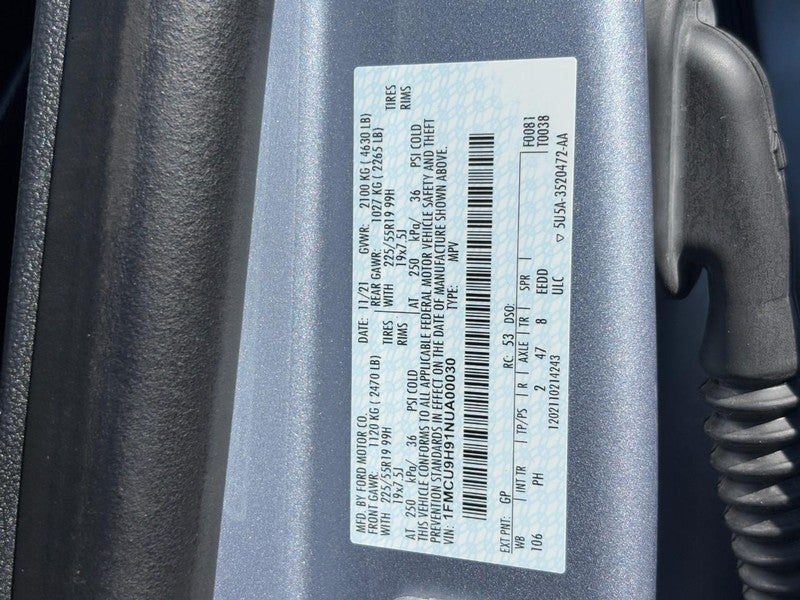 MFD. BY FORD MOTOR CO. DATE: 11/21 GVWR: 2100 KG ( 4630 LB)
FRONT GAWR: 1120 KG ( 2470 LB) REAR GAWR: 1027 KG ( 2265 LB)
WITH 225/55R19 99H TIRES WITH 225/55R19 99H TIRES
19x7.5J RIMS 19x7.5J RIMS
AT 250 kPa/ 36 PSI COLD AT 250 kPa/ 36 PSI COLD
THIS VEHICLE CONFORMS TO ALL APPLICABLE FEDERAL MOTOR VEHICLE SAFETY AND THEFT
PREVENTION STANDARDS IN EFFECT ON THE DATE OF MANUFACTURE SHOWN ABOVE.
VIN: 1FMCU9H91NUA00030 TYPE: MPV
EXT PNT: GP RC: 53 DSO: F0081
WB INT TR TP/PS R AXLE TR SPR T0038
106 PH 2 47 8 EEDD
1202110214243 ULC ▽ 5U5A-3520472-AA